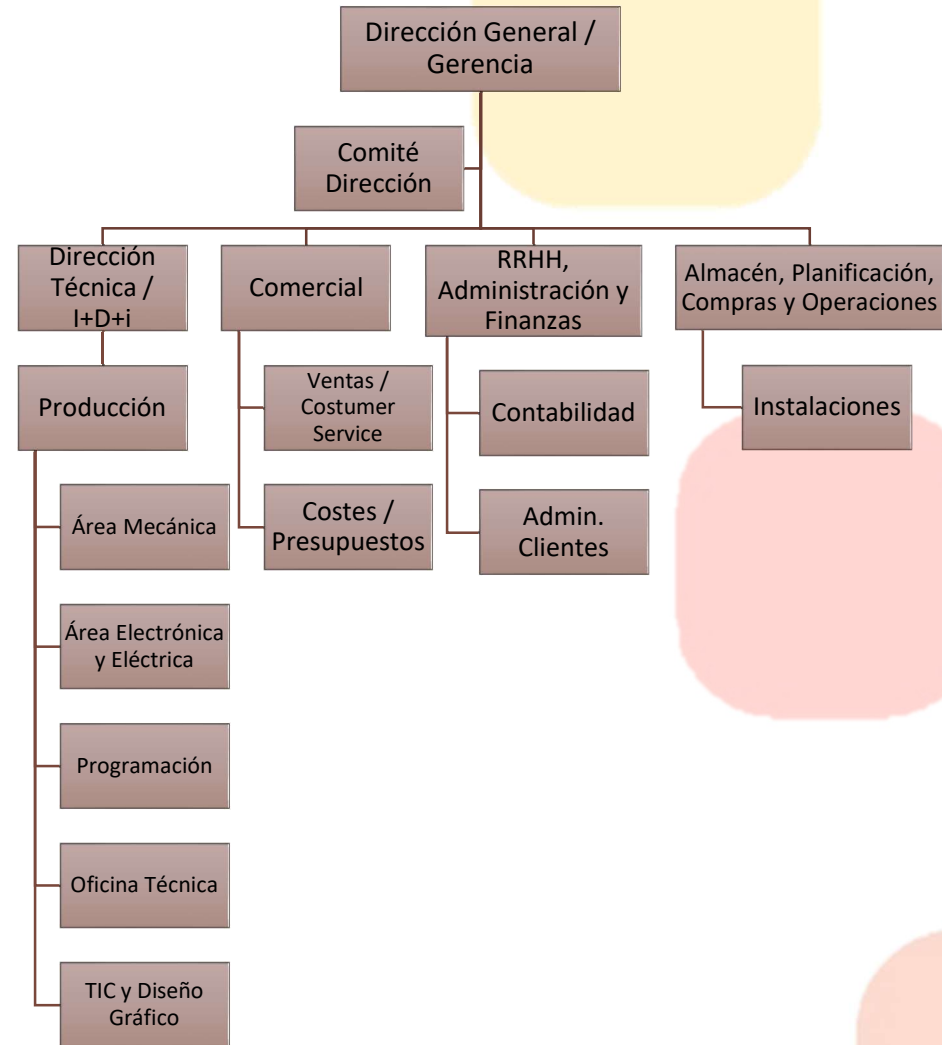 Dirección General /
Gerencia
Comité
Dirección
Dirección
Técnica /
I+D+i
Comercial
RRHH,
Administración y
Finanzas
Almacén, Planificación,
Compras y Operaciones
Producción
Ventas /
Costumer
Service
Contabilidad
Instalaciones
Área Mecánica
Costes /
Presupuestos
Admin.
Clientes
Área Electrónica
y Eléctrica
Programación
Oficina Técnica
TIC y Diseño
Gráfico